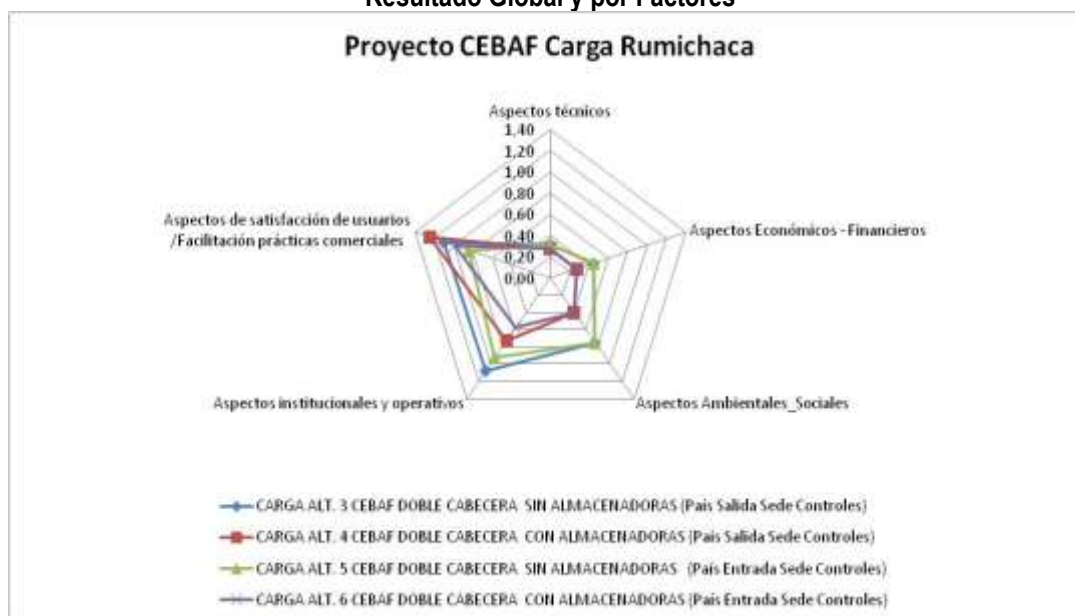 Resultado Global y por Factores
Proyecto CEBAF Carga Rumichaca
Aspectos técnicos
1,40
1,20
1,00
0,80
0,60
0,40
0,20
0,00
Aspectos de satisfacción de usuarios
/Facilitación prácticas comerciales
Aspectos Económicos - Financieros
Aspectos institucionales y operativos
Aspectos Ambientales_Sociales
CARGA ALT. 3 CEBAF DOBLE CABECERA SIN ALMACENADORAS (País Salida Sede Controles)
CARGA ALT. 4 CEBAF DOBLE CABECERA CON ALMACENADORAS (País Salida Sede Controles)
CARGA ALT. 5 CEBAF DOBLE CABECERA SIN ALMACENADORAS (País Entrada Sede Controles)
CARGA ALT. 6 CEBAF DOBLE CABECERA CON ALMACENADORAS (País Entrada Sede Controles)